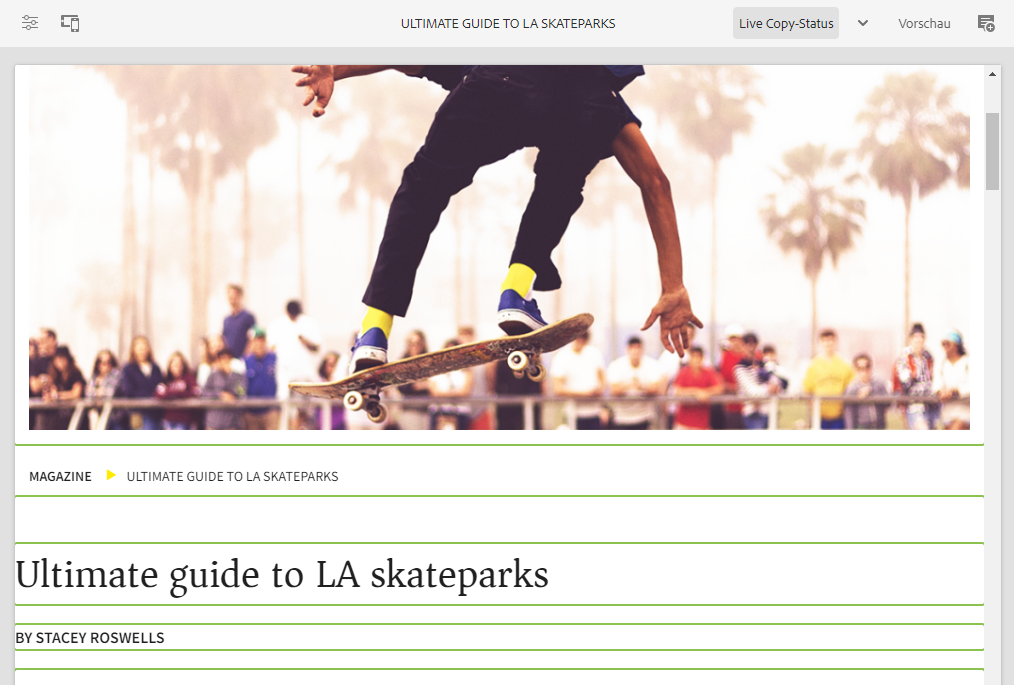 ULTIMATE GUIDE TO LA SKATEPARKS Live Copy-Status Vorschau
MAGAZINE ULTIMATE GUIDE TO LA SKATEPARKS
Ultimate guide to LA skateparks
BY STACEY ROSWELLS